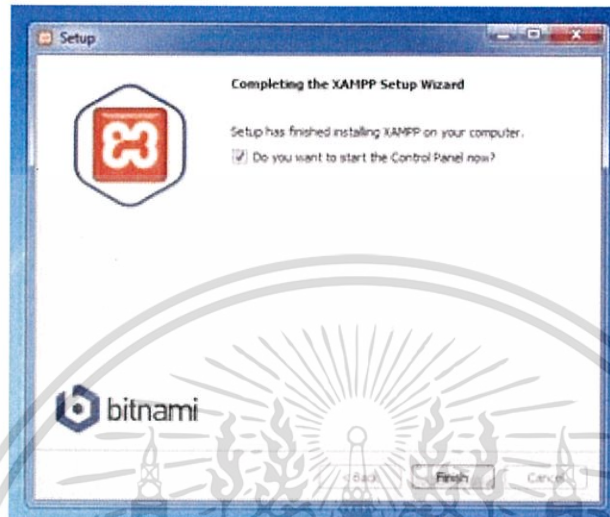 Setup
Completing the XAMPP Setup Wizard
Setup has finished installing XAMPP on your computer.
Do you want to start the Control Panel now?
bitnami
< Back
Finish
Cancel